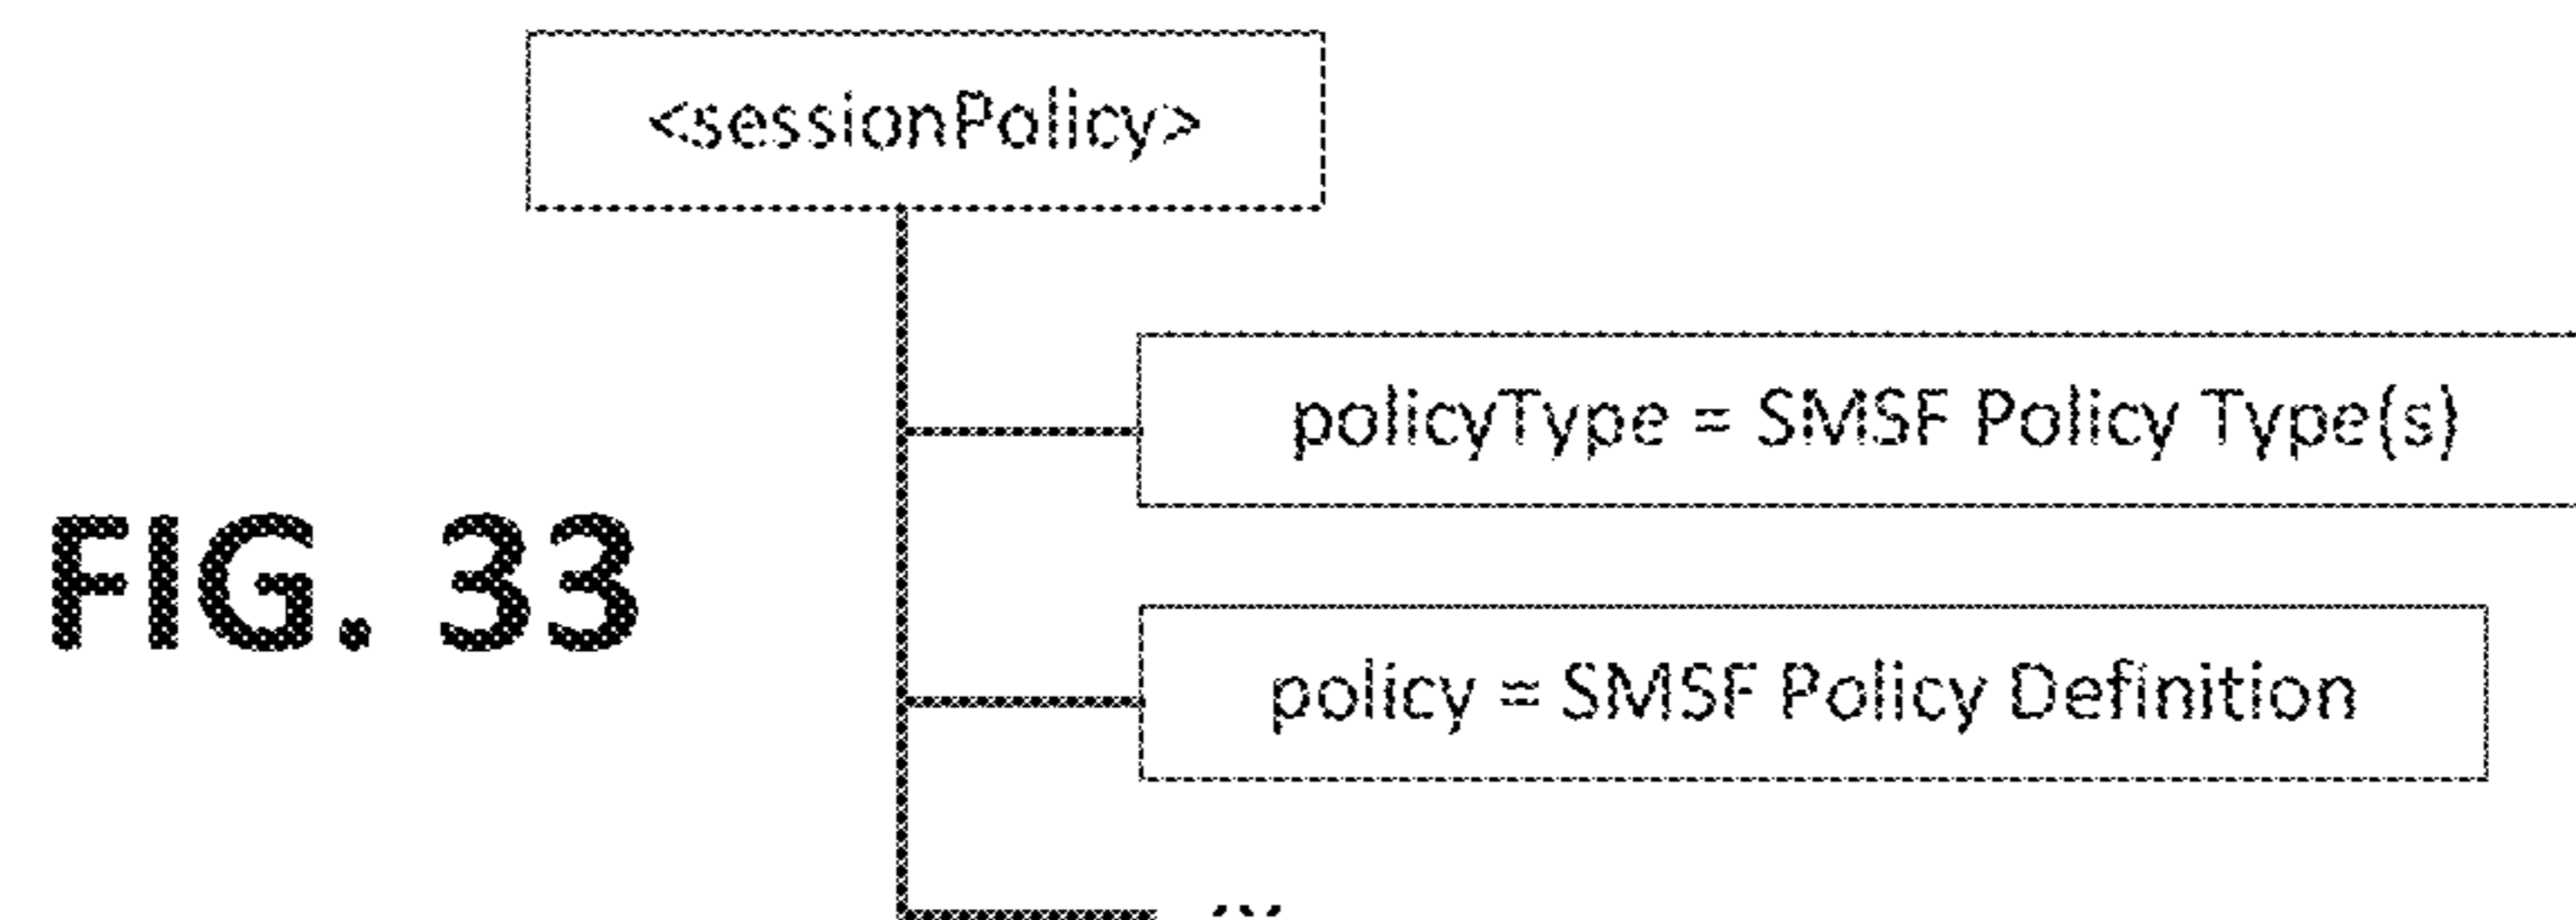 <sessionPolicy>
policyType = SMSF Policy Type(s)
FIG. 33
policy = SMSF Policy Definition